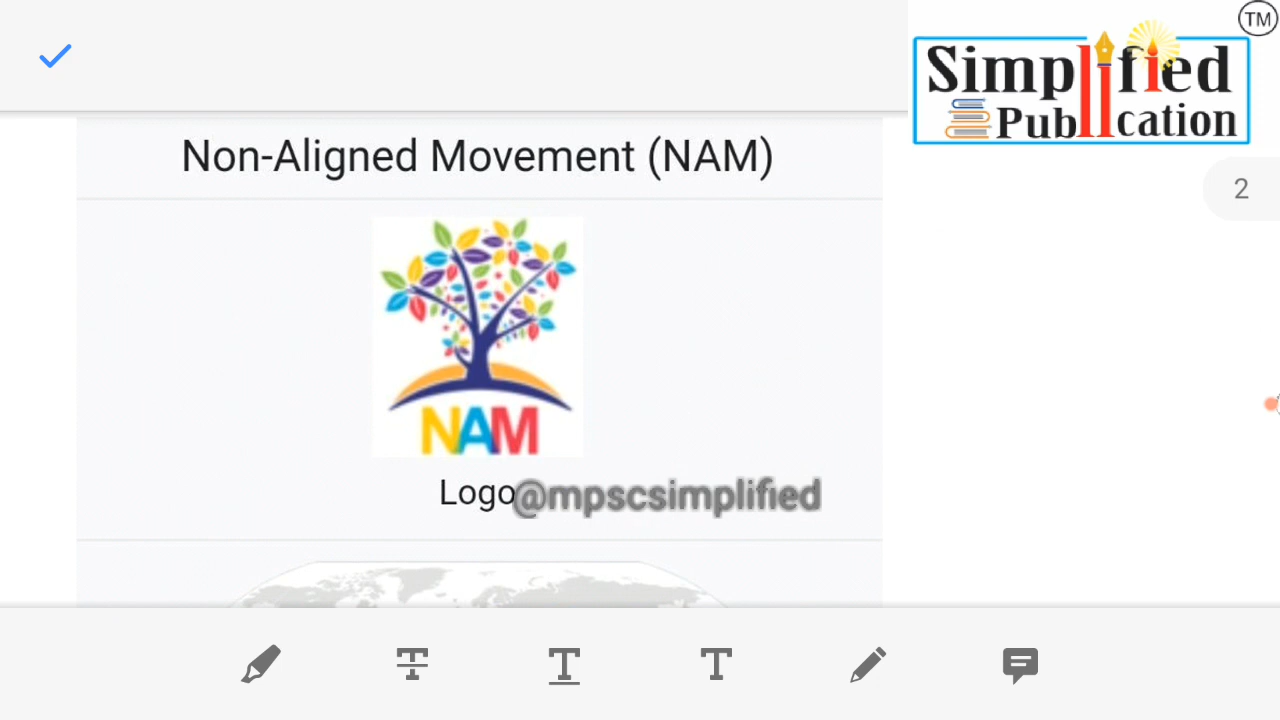 TM
Simplified
Publication
Non-Aligned Movement (NAM)
2
NAM
Logo
@mpscsimplified
T
T
T